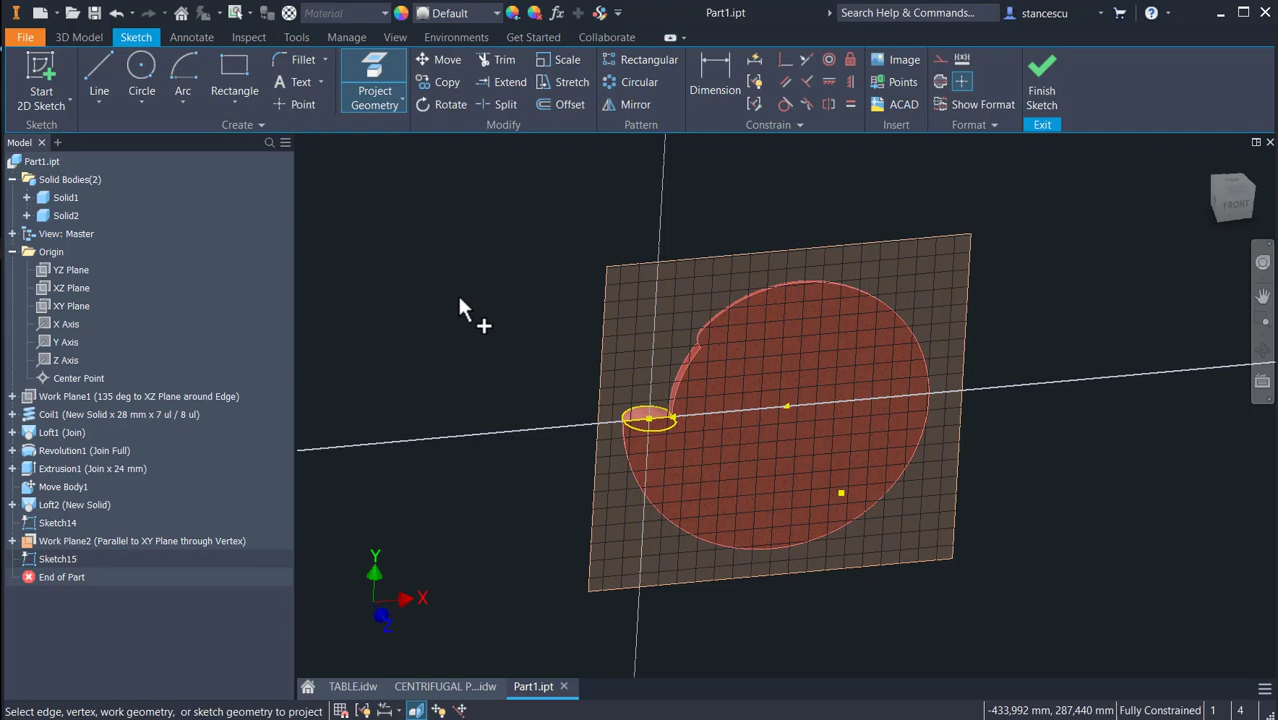 Material
Default
Part1.ipt
Search Help & Commands...
stancescu
File
3D Model
Sketch
Annotate
Inspect
Tools
Manage
View
Environments
Get Started
Collaborate
Start
2D Sketch
Line
Circle
Arc
Rectangle
Fillet
Text
Point
Project
Geometry
Move
Copy
Rotate
Trim
Extend
Split
Scale
Stretch
Offset
Rectangular
Circular
Mirror
Dimension
Image
Points
ACAD
Show Format
Finish
Sketch
Sketch
Create
Modify
Pattern
Constrain
Insert
Format
Exit
Model
Part1.ipt
Solid Bodies(2)
Solid1
Solid2
View: Master
Origin
YZ Plane
XZ Plane
XY Plane
X Axis
Y Axis
Z Axis
Center Point
Work Plane1 (135 deg to XZ Plane around Edge)
Coil1 (New Solid x 28 mm x 7 ul / 8 ul)
Loft1 (Join)
Revolution1 (Join Full)
Extrusion1 (Join x 24 mm)
Move Body1
Loft2 (New Solid)
Sketch14
Work Plane2 (Parallel to XY Plane through Vertex)
Sketch15
End of Part
FRONT
Y
X
Z
TABLE.idw
CENTRIFUGAL P....idw
Part1.ipt
Select edge, vertex, work geometry, or sketch geometry to project
-433,992 mm, 287,440 mm
Fully Constrained
1
4